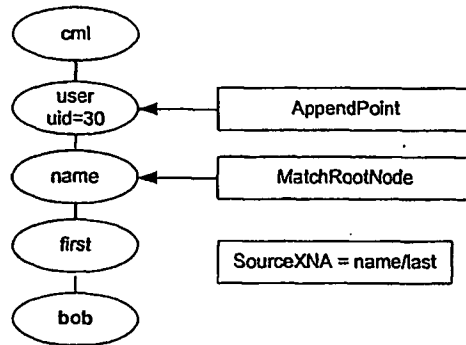 cml
user
uid=30
AppendPoint
name
MatchRootNode
first
SourceXNA = name/last
bob